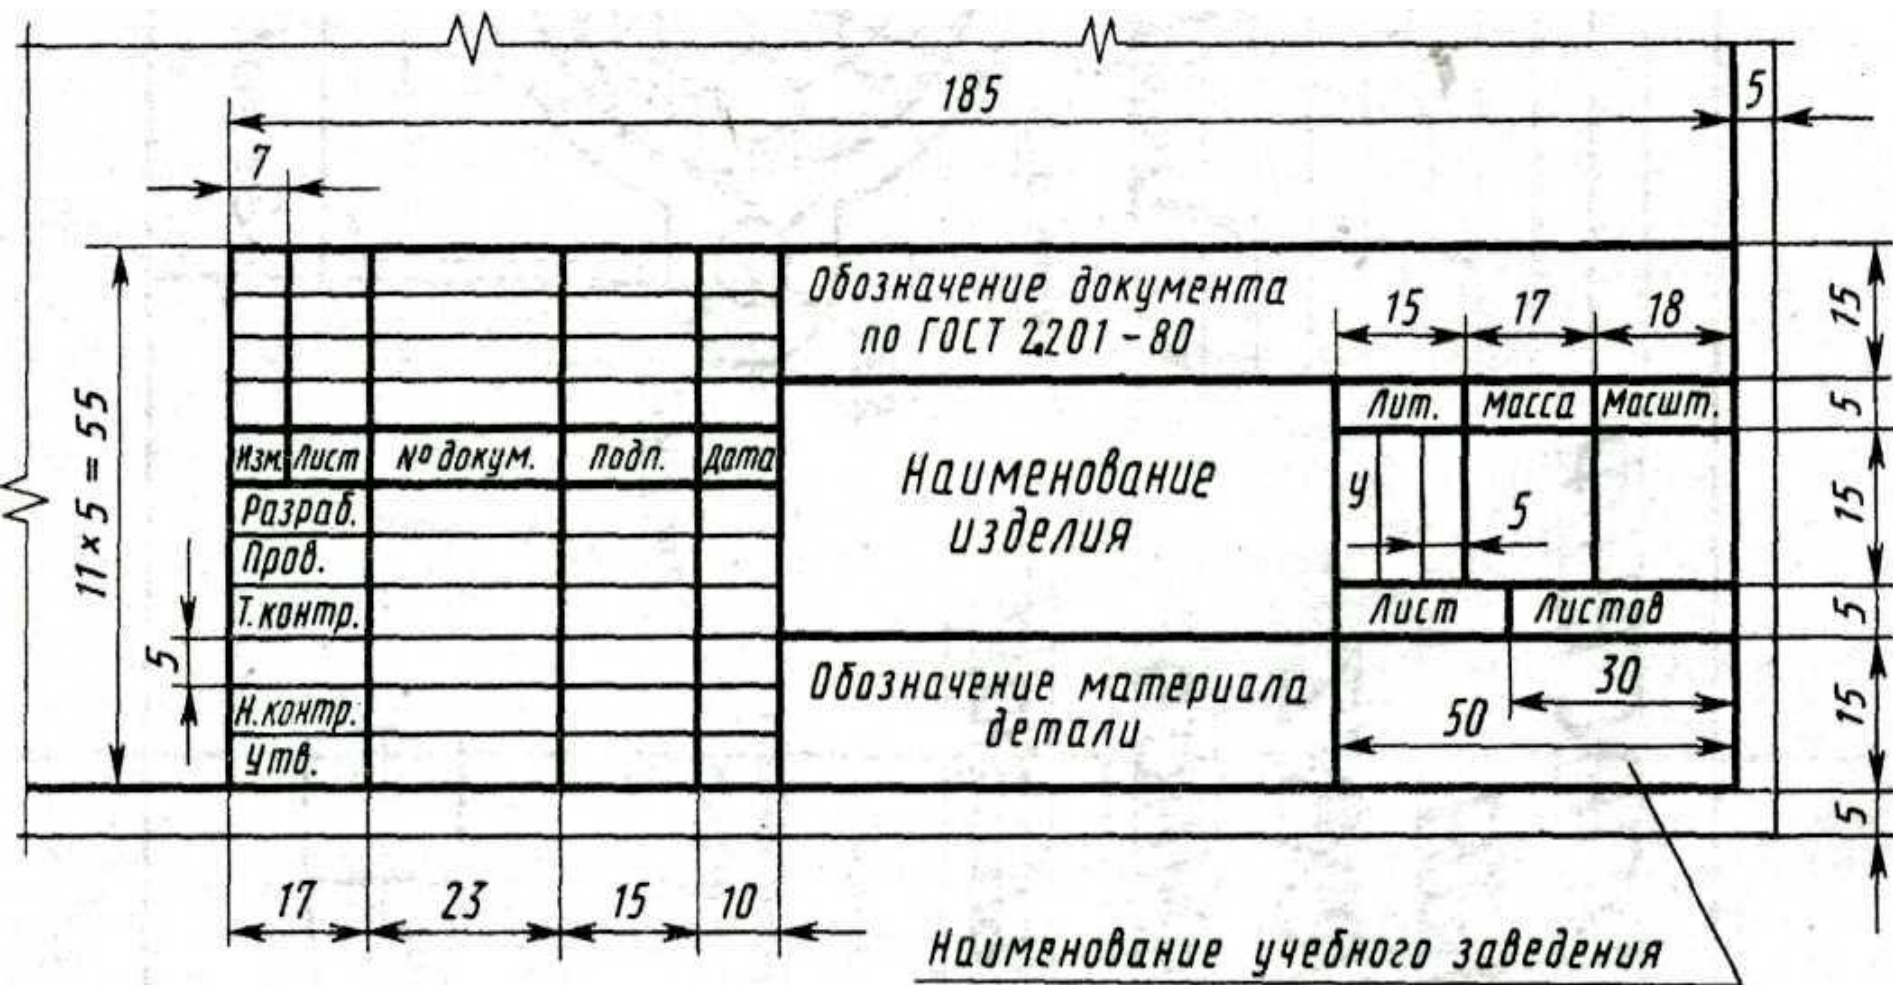 185
5
7
Обозначение документа
по ГОСТ 2.201-80
15
17
18
15
Лит.
Масса
Масшт.
5
11 × 5 = 55
Изм.
Лист
№ докум.
Подп.
Дата
Наименование
изделия
У
5
15
Разраб.
Пров.
Т.контр.
Лист
Листов
5
5
Обозначение материала
детали
30
50
15
Н.контр.
Утв.
5
17
23
15
10
Наименование учебного заведения